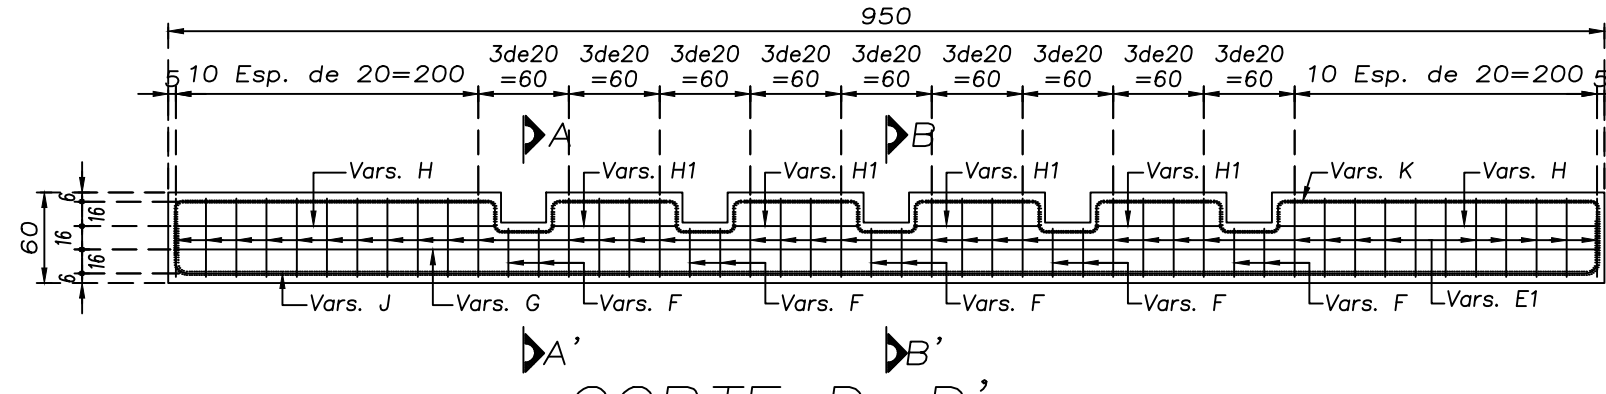 950
5 10 Esp. de 20=200 3de20 3de20 3de20 3de20 3de20 3de20 3de20 3de20 3de20 10 Esp. de 20=200 5
=60 =60 =60 =60 =60 =60 =60 =60 =60
A B
Vars. H Vars. H1 Vars. H1 Vars. H1 Vars. H1 Vars. K Vars. H
60
6
16
16
16
6
Vars. J Vars. G Vars. F Vars. F Vars. F Vars. F Vars. F Vars. E1
A' B'